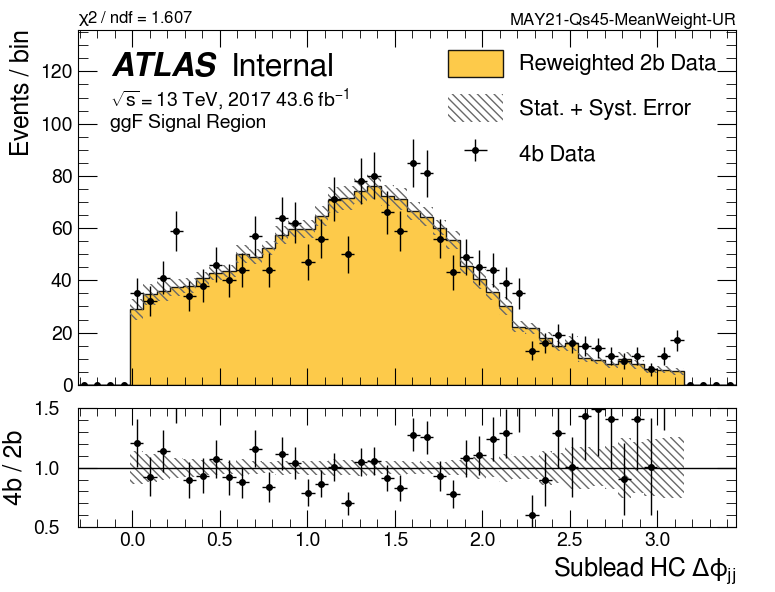 χ2 / ndf = 1.607
MAY21-Qs45-MeanWeight-UR
Events / bin
120
100
80
60
40
20
0
ATLAS Internal
√s = 13 TeV, 2017 43.6 fb⁻¹
ggF Signal Region
Reweighted 2b Data
Stat. + Syst. Error
4b Data
4b / 2b
1.5
1.0
0.5
0.0 0.5 1.0 1.5 2.0 2.5 3.0
Sublead HC Δϕjj